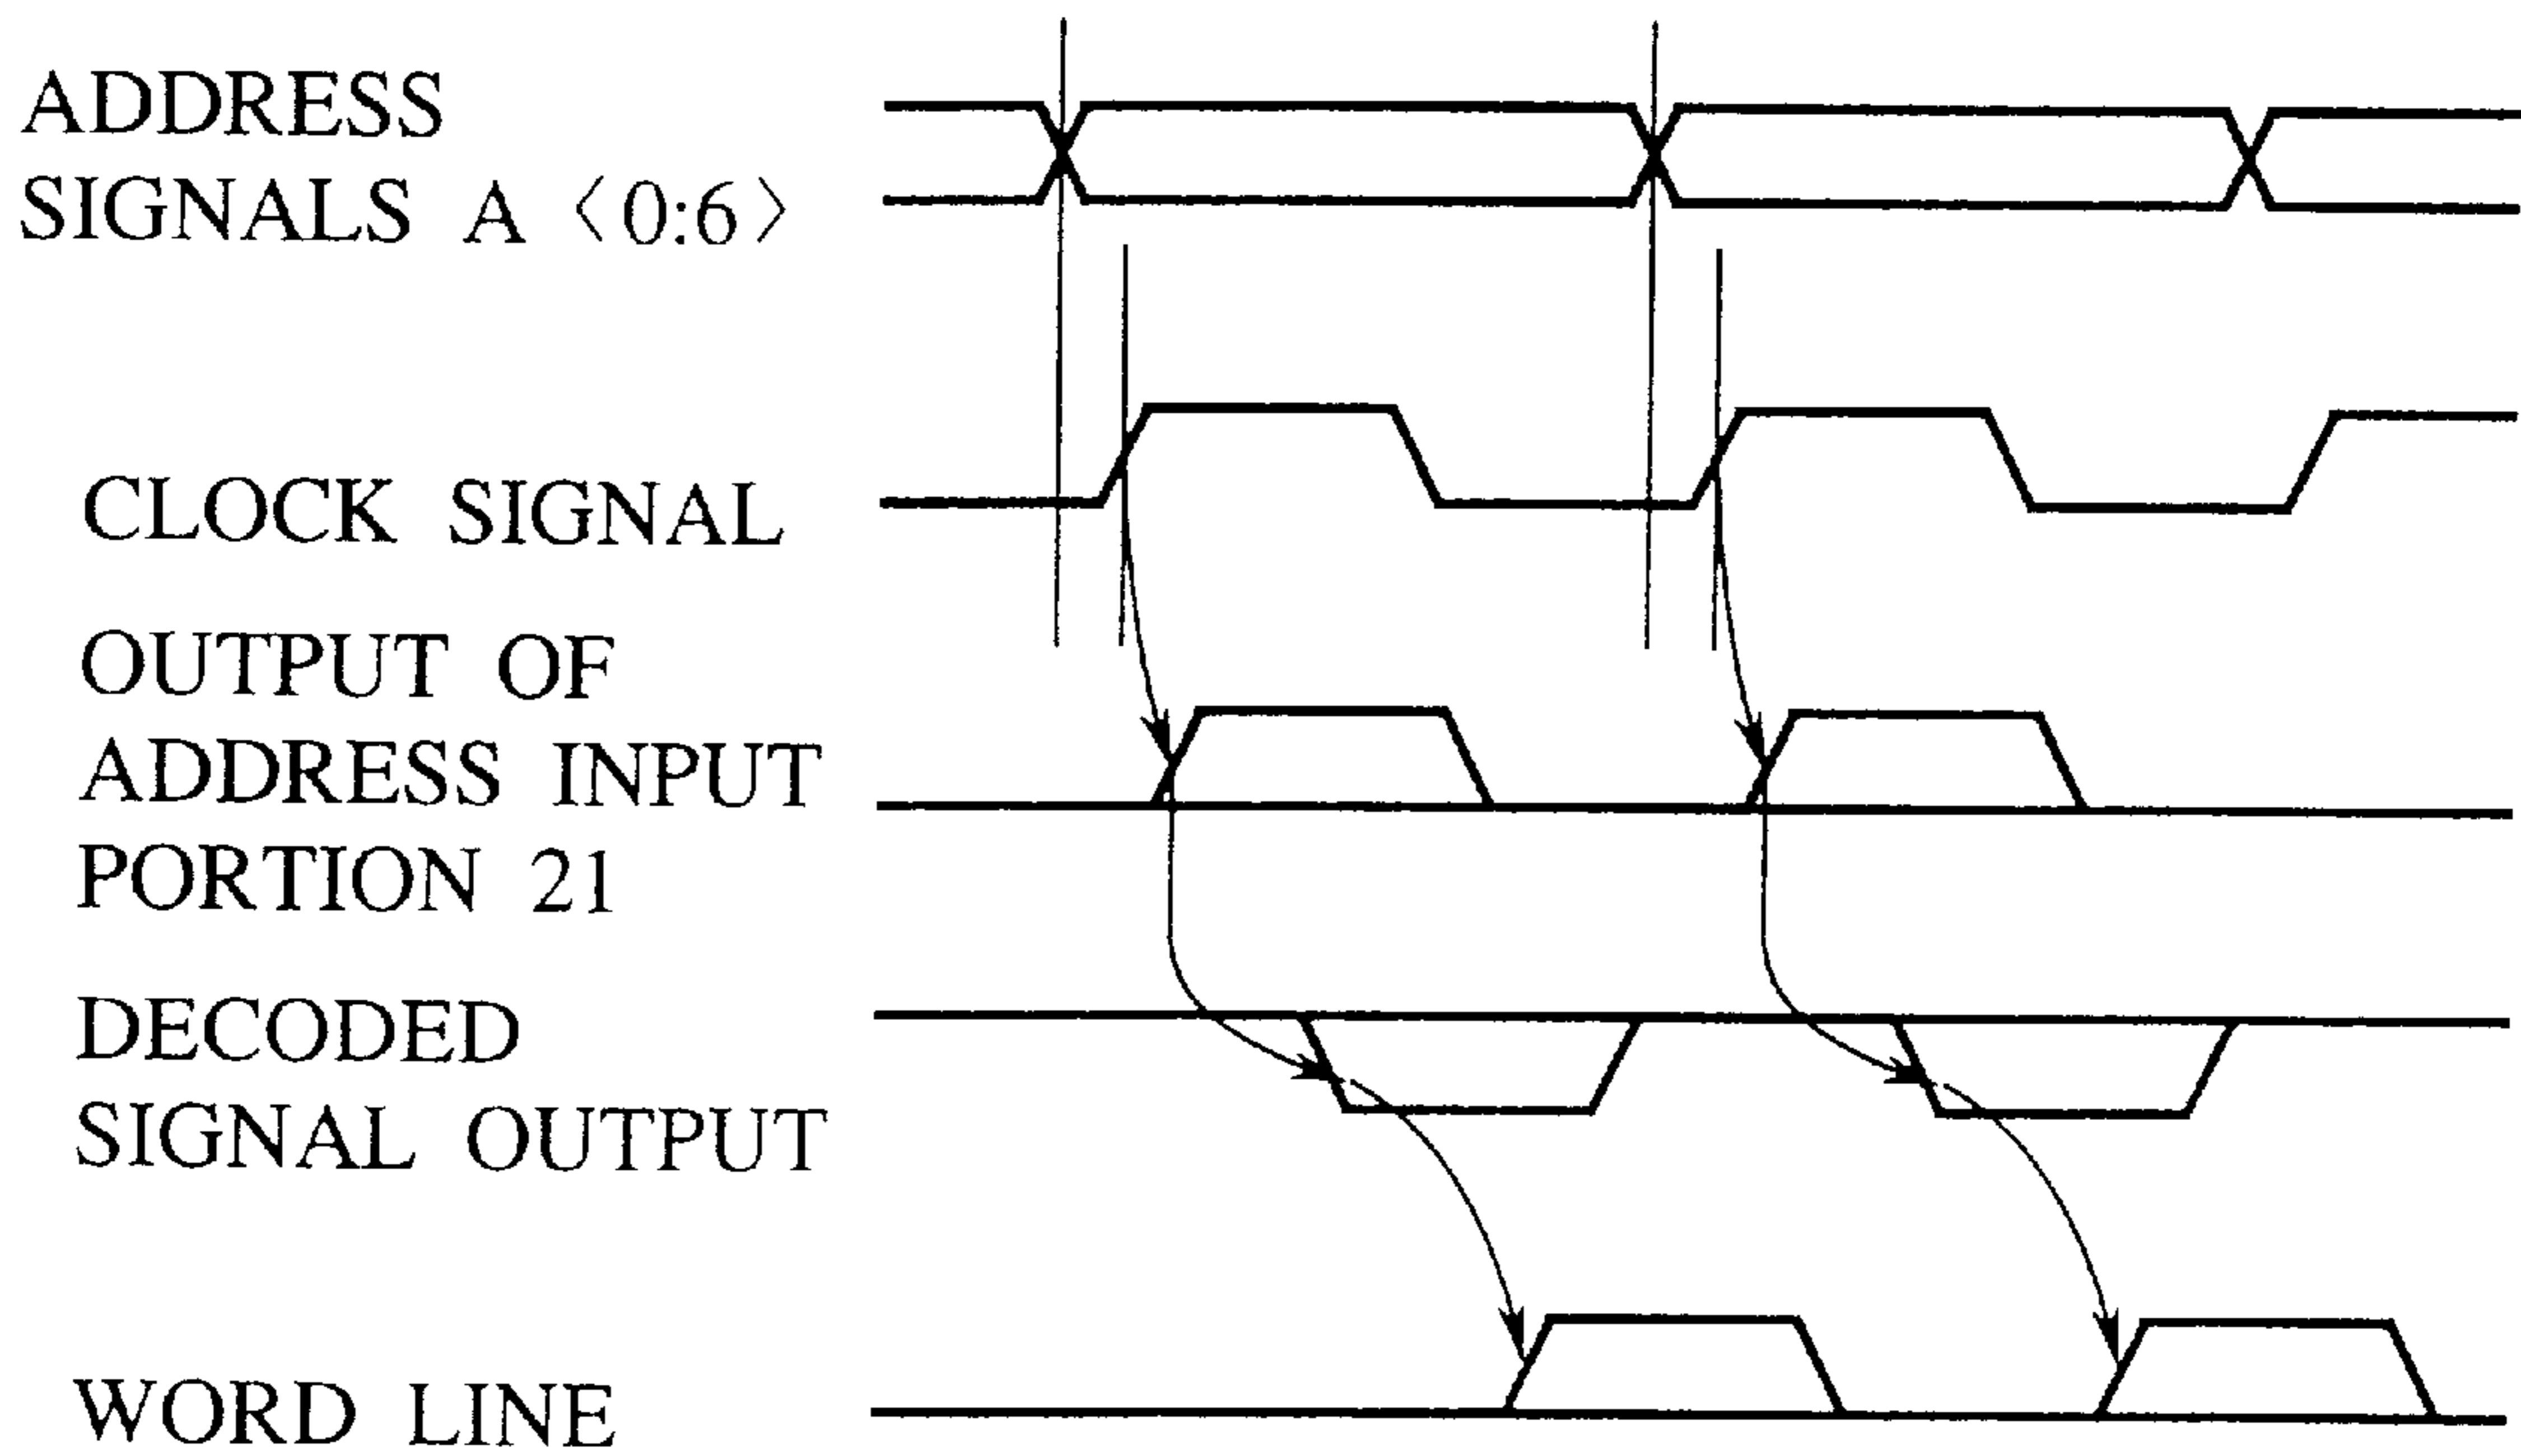 ADDRESS
SIGNALS A〈0:6〉
CLOCK SIGNAL
OUTPUT OF
ADDRESS INPUT
PORTION 21
DECODED
SIGNAL OUTPUT
WORD LINE